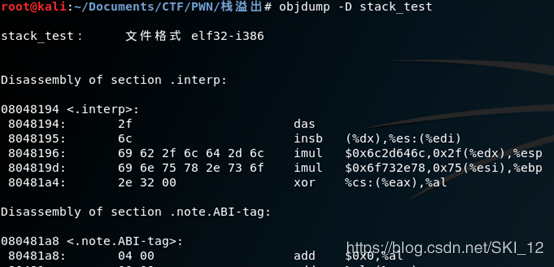 root@kali:~/Documents/CTF/PWN/栈溢出# objdump -D stack_test
stack_test：     文件格式 elf32-i386
Disassembly of section .interp:
08048194 <.interp>:
8048194: 2f das
8048195: 6c insb (%dx),%es:(%edi)
8048196: 69 62 2f 6c 64 2d 6c imul $0x6c2d646c,0x2f(%edx),%esp
804819d: 69 6e 75 78 2e 73 6f imul $0x6f732e78,0x75(%esi),%ebp
80481a4: 2e 32 00 xor %cs:(%eax),%al
Disassembly of section .note.ABI-tag:
080481a8 <.note.ABI-tag>:
80481a8: 04 00 add $0x0,%al
https://blog.csdn.net/SKI_12